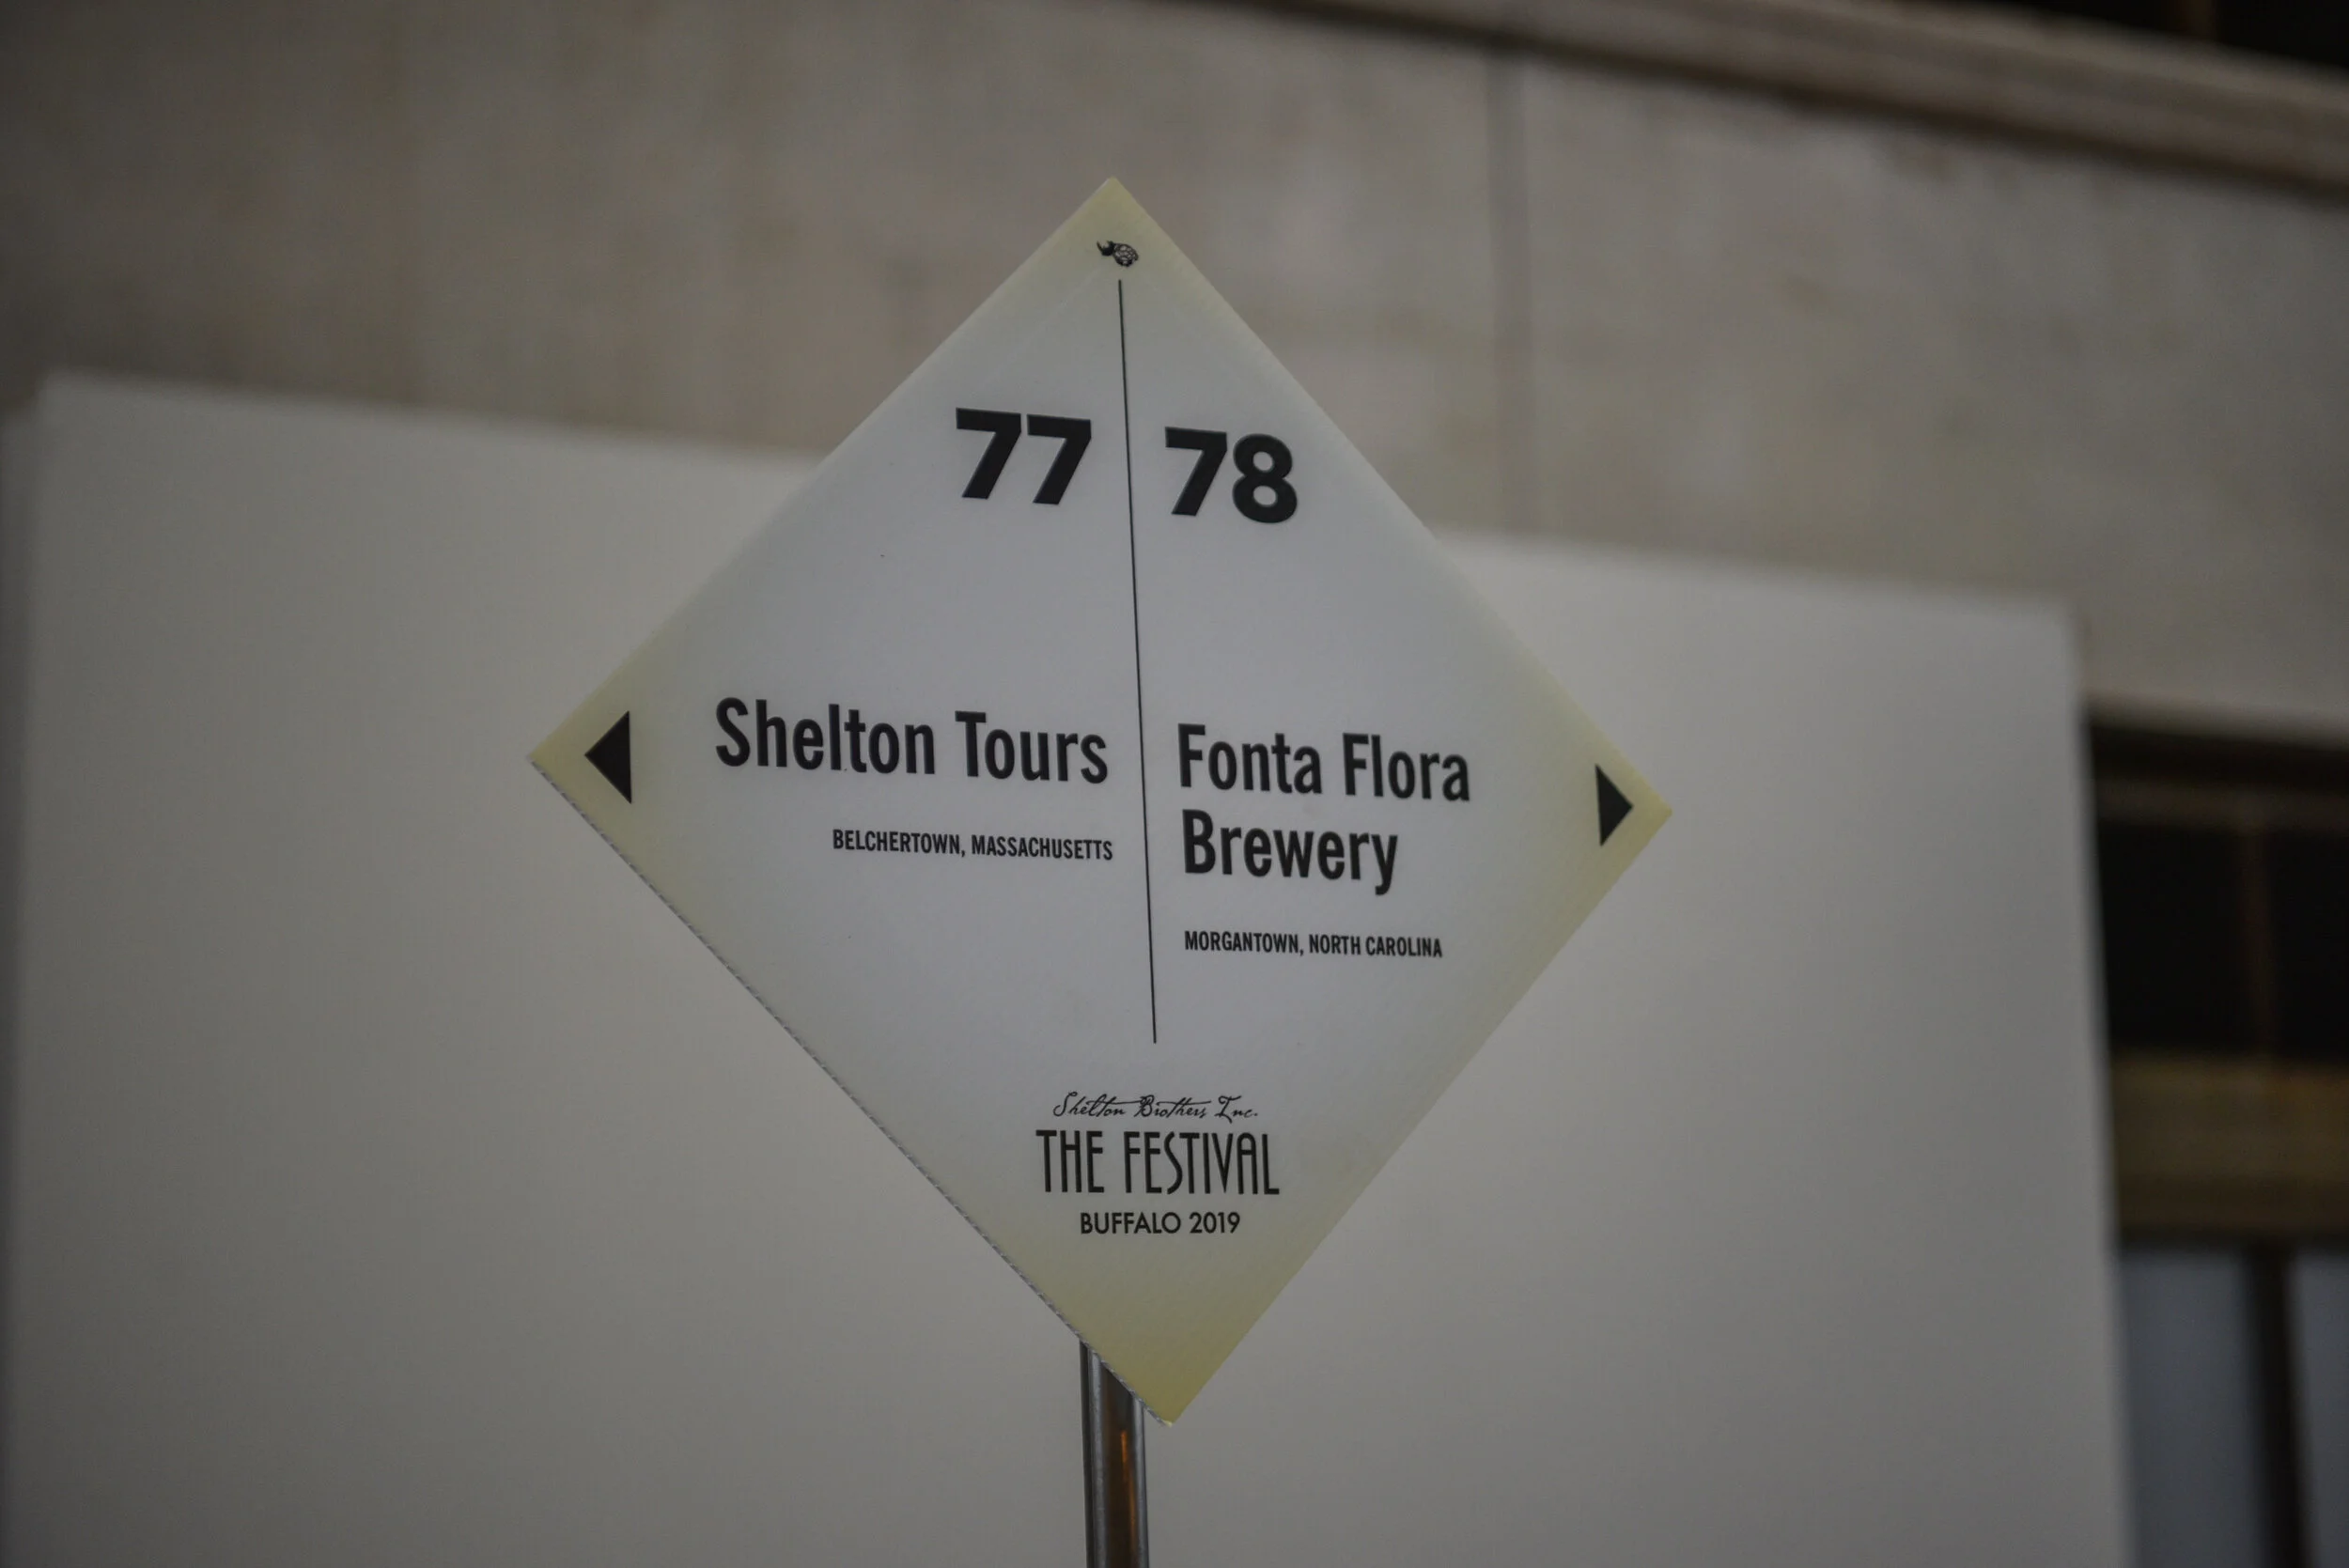 77
Shelton Tours
BELCHERTOWN, MASSACHUSETTS
78
Fonta Flora
Brewery
MORGANTOWN, NORTH CAROLINA
Shelton Brothers Inc.
THE FESTIVAL
BUFFALO 2019